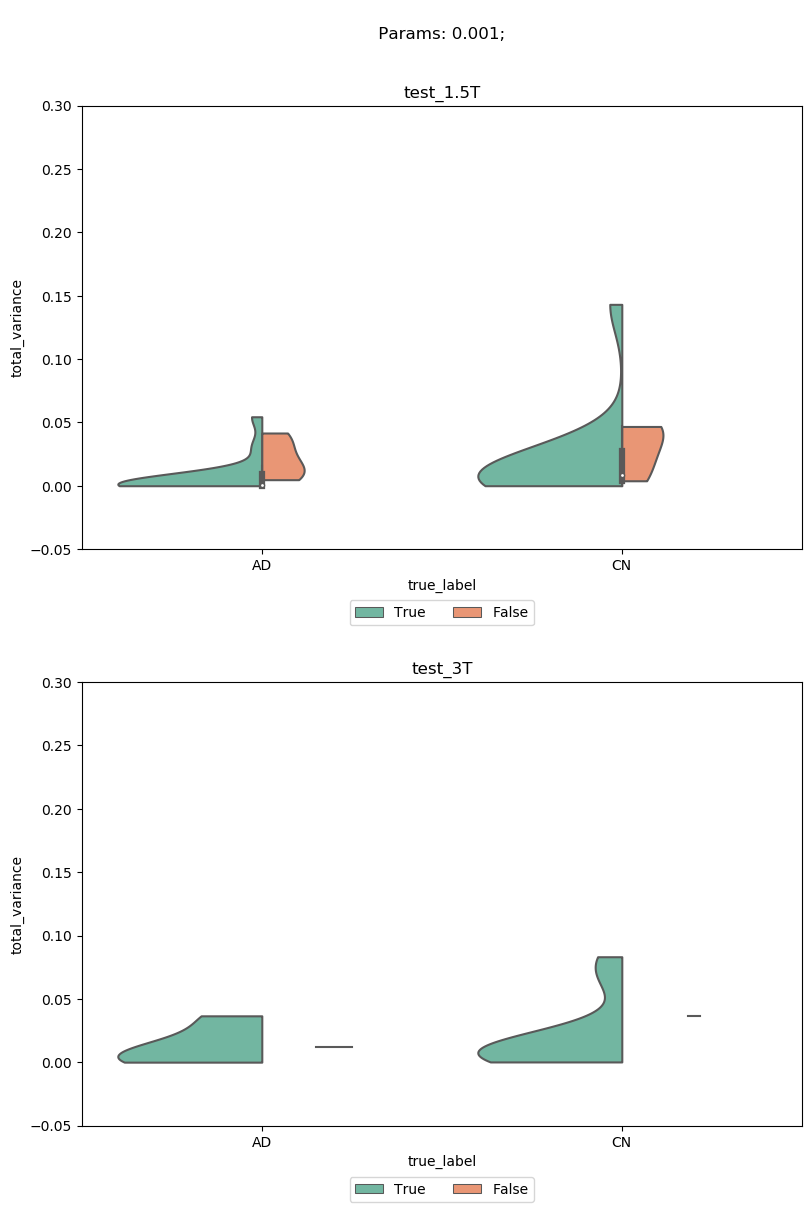 Params: 0.001;
test_1.5T
0.30
0.25
0.20
0.15
0.10
0.05
0.00
−0.05
total_variance
AD
CN
true_label
True
False
test_3T
0.30
0.25
0.20
0.15
0.10
0.05
0.00
−0.05
total_variance
AD
CN
true_label
True
False